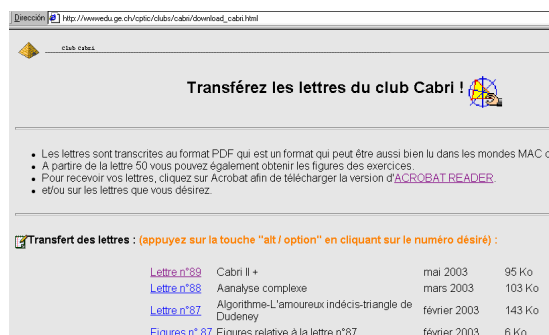 Dirección http://wwwedu.ge.ch/cptic/clubs/cabri/download_cabri.html
Club Cabri
Transférez les lettres du club Cabri !
Les lettres sont transcrites au format PDF qui est un format qui peut être aussi bien lu dans les mondes MAC
A partire de la lettre 50 vous pouvez également obtenir les figures des exercices.
Pour recevoir vos lettres, cliquez sur Acrobat afin de télécharger la version d'ACROBAT READER.
et/ou sur les lettres que vous désirez.
Transfert des lettres : (appuyez sur la touche "alt / option" en cliquant sur le numéro désiré) :
Lettre n°89 Cabri II + mai 2003 95 Ko
Lettre n°88 Aanalyse complexe mars 2003 103 Ko
Lettre n°87 Algorithme-L'amoureux indécis-triangle de Dudeney février 2003 143 Ko
Figures n° 87 Figures relative à la lettre n°87 février 2003 6 Ko